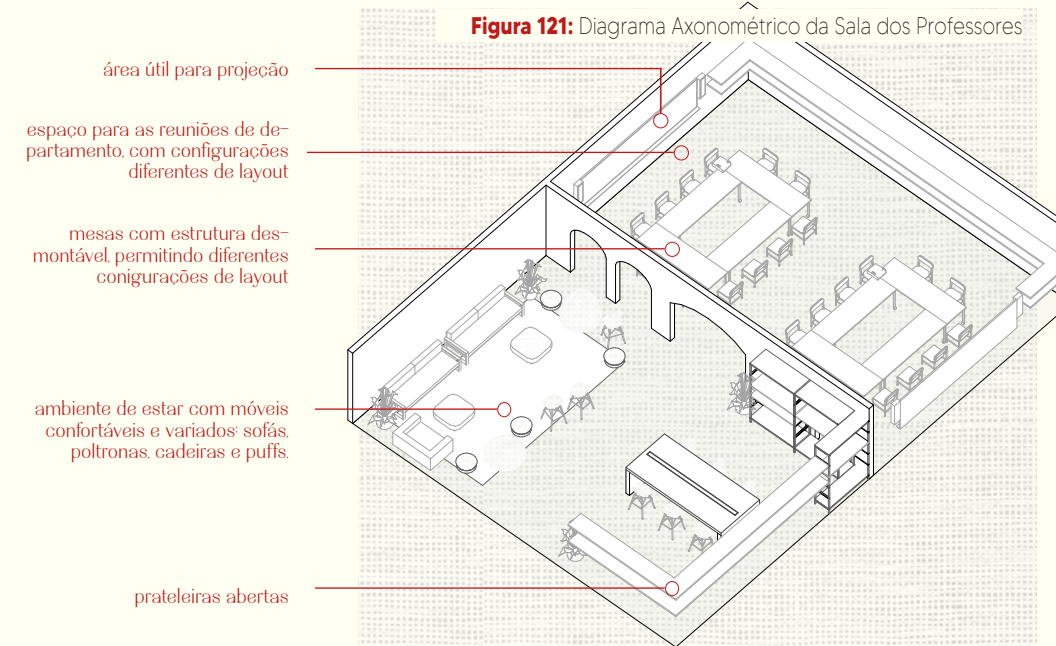 Figura 121: Diagrama Axonométrico da Sala dos Professores
área útil para projeção
espaço para as reuniões de de-
partamento, com configurações
diferentes de layout
mesas com estrutura des-
montável, permitindo diferentes
conigurações de layout
ambiente de estar com móveis
confortáveis e variados: sofás,
poltronas, cadeiras e puffs.
prateleiras abertas